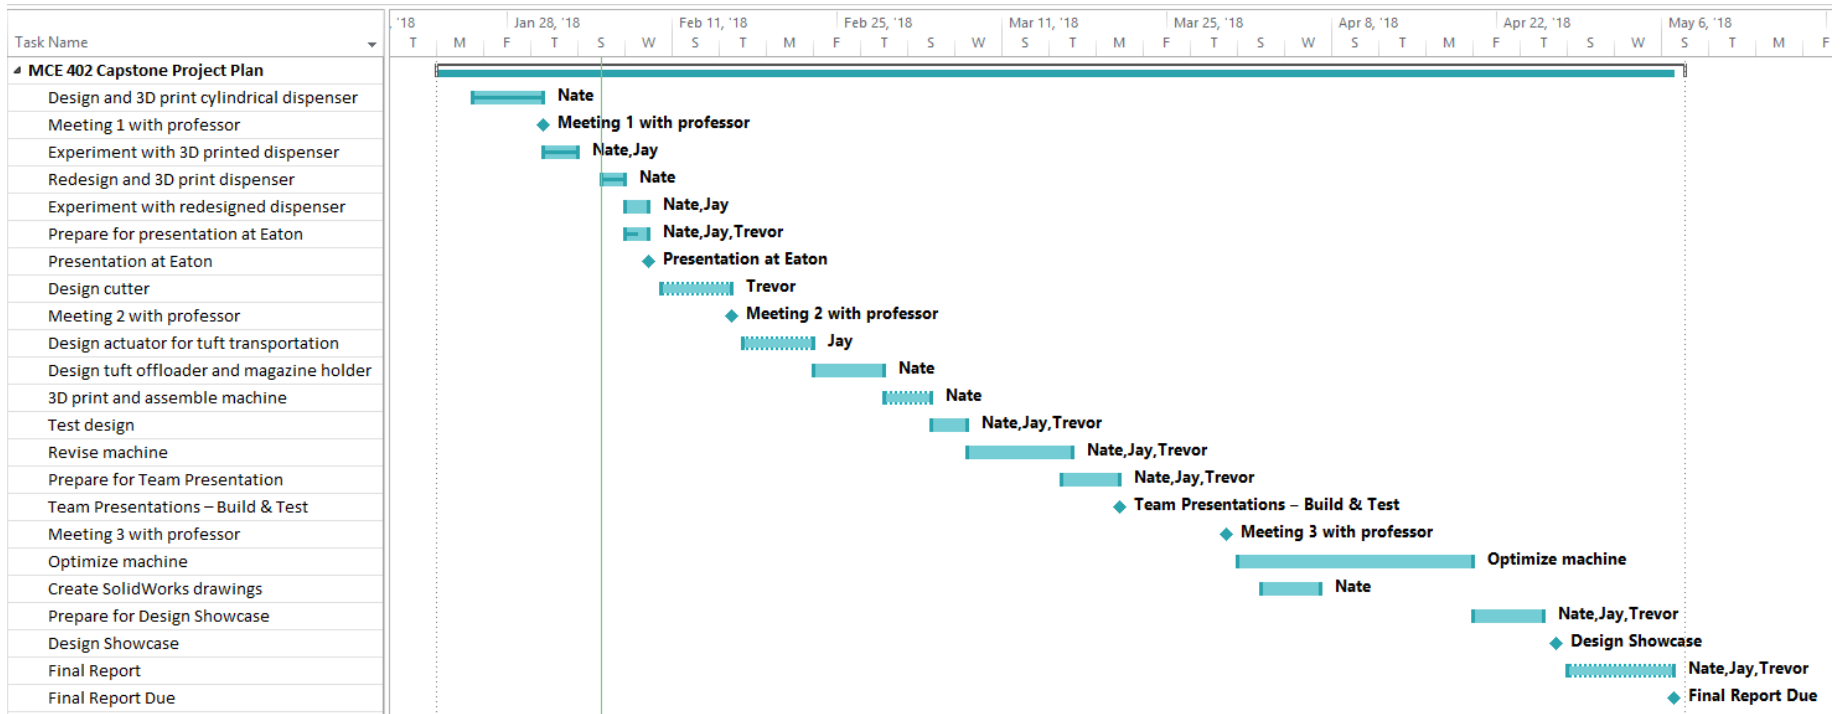 , '18 Jan 28, '18 Feb 11, '18 Feb 25, '18 Mar 11, '18 Mar 25, '18 Apr 8, '18 Apr 22, '18 May 6, '18
Task Name T M F T S W S T M F T S W S T M F S W S T M F T S W S T M F
MCE 402 Capstone Project Plan
Design and 3D print cylindrical dispenser Nate
Meeting 1 with professor Meeting 1 with professor
Experiment with 3D printed dispenser Nate,Jay
Redesign and 3D print dispenser Nate
Experiment with redesigned dispenser Nate,Jay
Prepare for presentation at Eaton Nate,Jay,Trevor
Presentation at Eaton Presentation at Eaton
Design cutter Trevor
Meeting 2 with professor Meeting 2 with professor
Design actuator for tuft transportation Jay
Design tuft offloader and magazine holder Nate
3D print and assemble machine Nate
Test design Nate,Jay,Trevor
Revise machine Nate,Jay,Trevor
Prepare for Team Presentation Nate,Jay,Trevor
Team Presentations – Build & Test Team Presentations – Build & Test
Meeting 3 with professor Meeting 3 with professor
Optimize machine Optimize machine
Create SolidWorks drawings Nate
Prepare for Design Showcase Nate,Jay,Trevor
Design Showcase Design Showcase
Final Report Nate,Jay,Trevor
Final Report Due Final Report Due